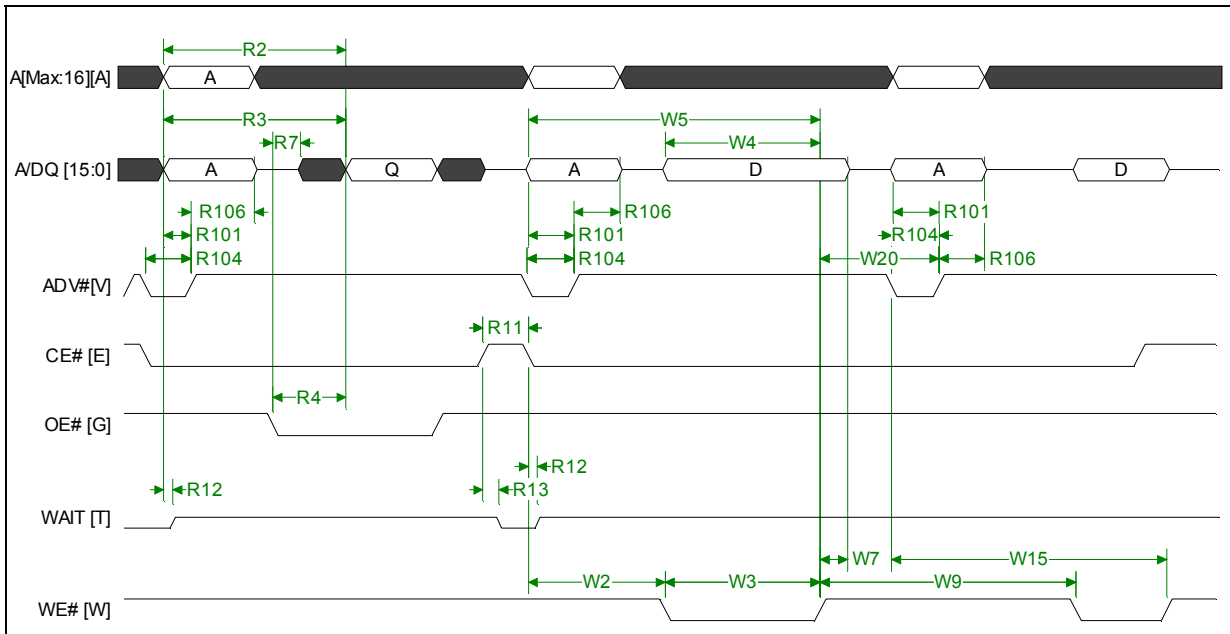 R2
A[Max:16][A]
A
R3
W5
R7
W4
A/DQ [15:0]
A
Q
A
D
A
D
R106
R106
R101
R101
R101
R104
R104
R104
W20
R106
ADV#[V]
R11
CE# [E]
R4
OE# [G]
R12
R12
R13
WAIT [T]
W7
W15
W2
W3
W9
WE# [W]